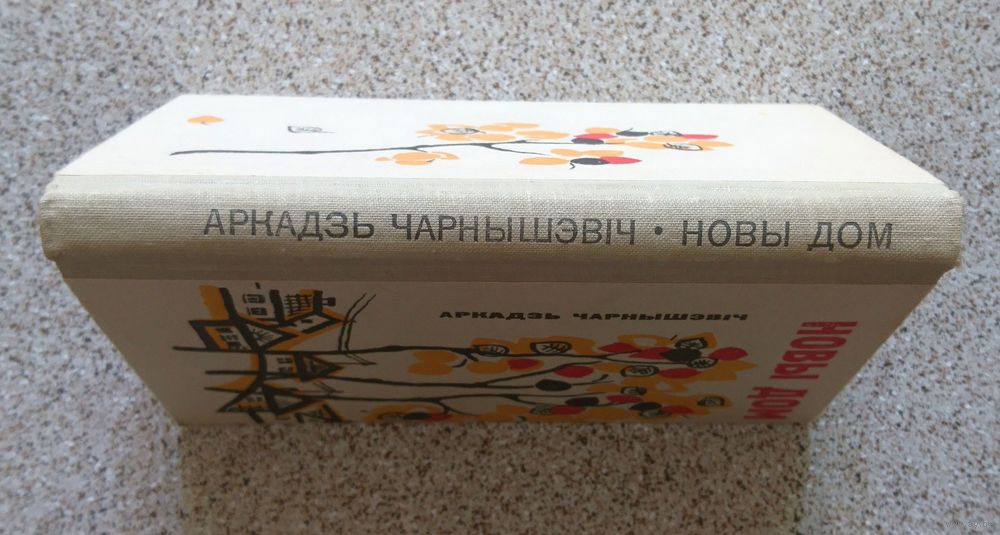 АРКАДЗЬ ЧАРНЫШЭВІЧ • НОВЫ ДОМ
АРКАДЗЬ ЧАРНЫШЭВІЧ
НОВЫ ДОМ